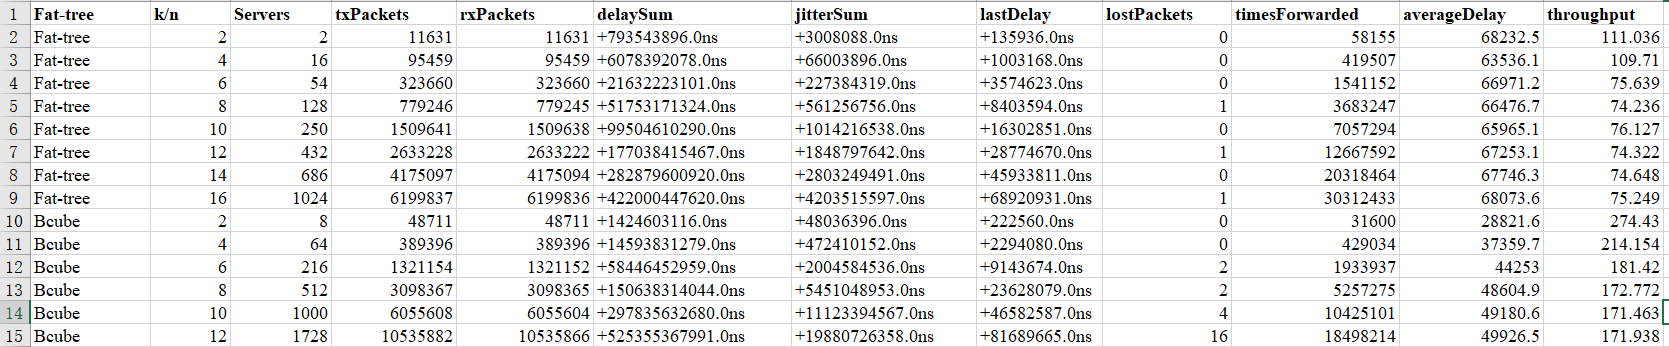 1 Fat-tree k/n Servers txPackets rxPackets delaySum jitterSum lastDelay lostPackets timesForwarded averageDelay throughput
2 Fat-tree 2 2 11631 11631 +793543896.0ns +3008088.0ns +135936.0ns 0 58155 68232.5 111.036
3 Fat-tree 4 16 95459 95459 +6078392078.0ns +66003896.0ns +1003168.0ns 0 419507 63536.1 109.71
4 Fat-tree 6 54 323660 323660 +21632223101.0ns +227384319.0ns +3574623.0ns 0 1541152 66971.2 75.639
5 Fat-tree 8 128 779246 779245 +51753171324.0ns +561256756.0ns +8403594.0ns 1 3683247 66476.7 74.236
6 Fat-tree 10 250 1509641 1509638 +99504610290.0ns +1014216538.0ns +16302851.0ns 0 7057294 65965.1 76.127
7 Fat-tree 12 432 2633228 2633222 +177038415467.0ns +1848797642.0ns +28774670.0ns 1 12667592 67253.1 74.322
8 Fat-tree 14 686 4175097 4175094 +282879600920.0ns +2803249491.0ns +45933811.0ns 0 20318464 67746.3 74.648
9 Fat-tree 16 1024 6199837 6199836 +422000447620.0ns +4203515597.0ns +68920931.0ns 1 30312433 68073.6 75.249
10 Bcube 2 8 48711 48711 +1424603116.0ns +48036396.0ns +222560.0ns 0 31600 28821.6 274.43
11 Bcube 4 64 389396 389396 +14593831279.0ns +472410152.0ns +2294080.0ns 0 429034 37359.7 214.154
12 Bcube 6 216 1321154 1321152 +58446452959.0ns +2004584536.0ns +9143674.0ns 2 1933937 44253 181.42
13 Bcube 8 512 3098367 3098365 +150638314044.0ns +5451048953.0ns +23628079.0ns 2 5257275 48604.9 172.772
14 Bcube 10 1000 6055608 6055604 +297835632680.0ns +11123394567.0ns +46582587.0ns 4 10425101 49180.6 171.463
15 Bcube 12 1728 10535882 10535866 +525355367991.0ns +19880726358.0ns +81689665.0ns 16 18498214 49926.5 171.938